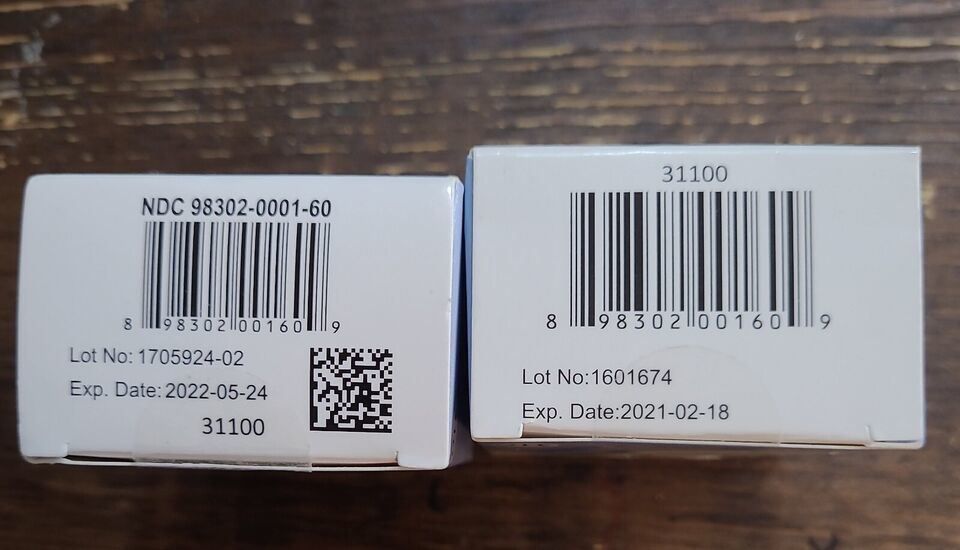 NDC 98302-0001-60
8 98302 00160 9
Lot No: 1705924-02
Exp. Date: 2022-05-24
31100
31100
8 98302 00160 9
Lot No:1601674
Exp. Date:2021-02-18